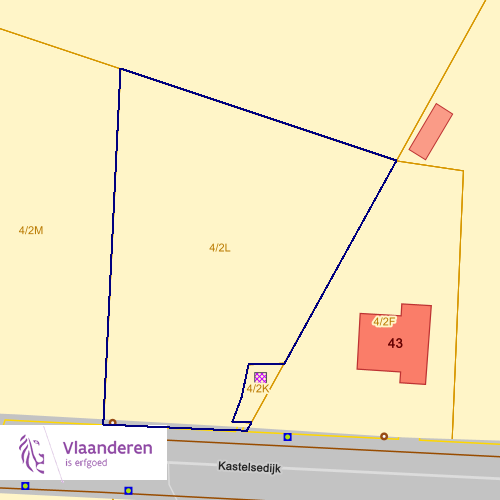 4/2M
4/2L
4/2F
43
4/2K
Vlaanderen
is erfgoed
Kastelsedijk